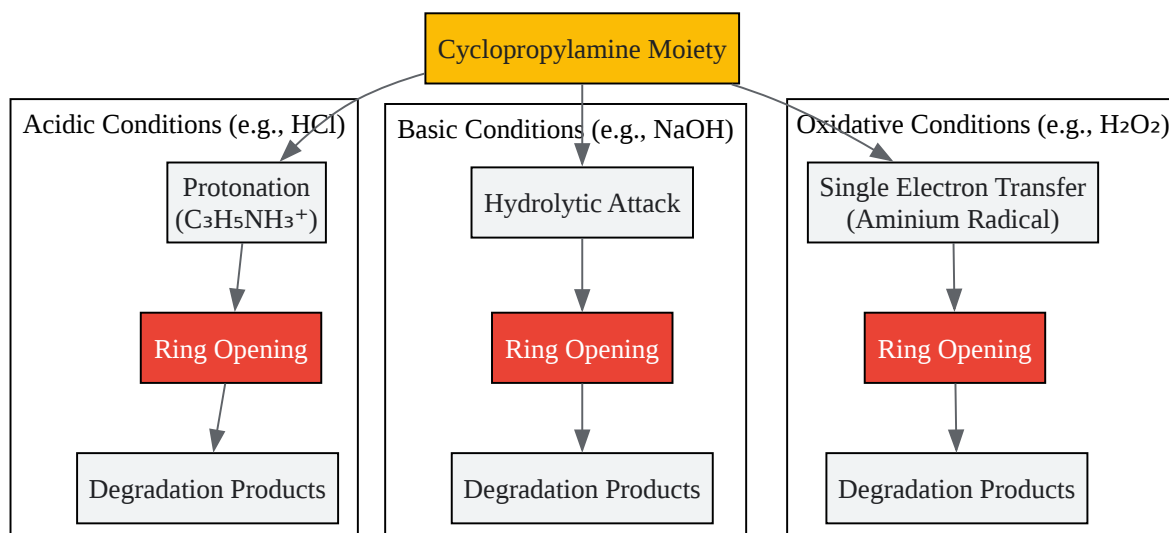 Cyclopropylamine Moiety
Acidic Conditions (e.g., HCl)
Protonation
(C₃H₅NH₃⁺)
Ring Opening
Degradation Products
Basic Conditions (e.g., NaOH)
Hydrolytic Attack
Ring Opening
Degradation Products
Oxidative Conditions (e.g., H₂O₂)
Single Electron Transfer
(Aminium Radical)
Ring Opening
Degradation Products